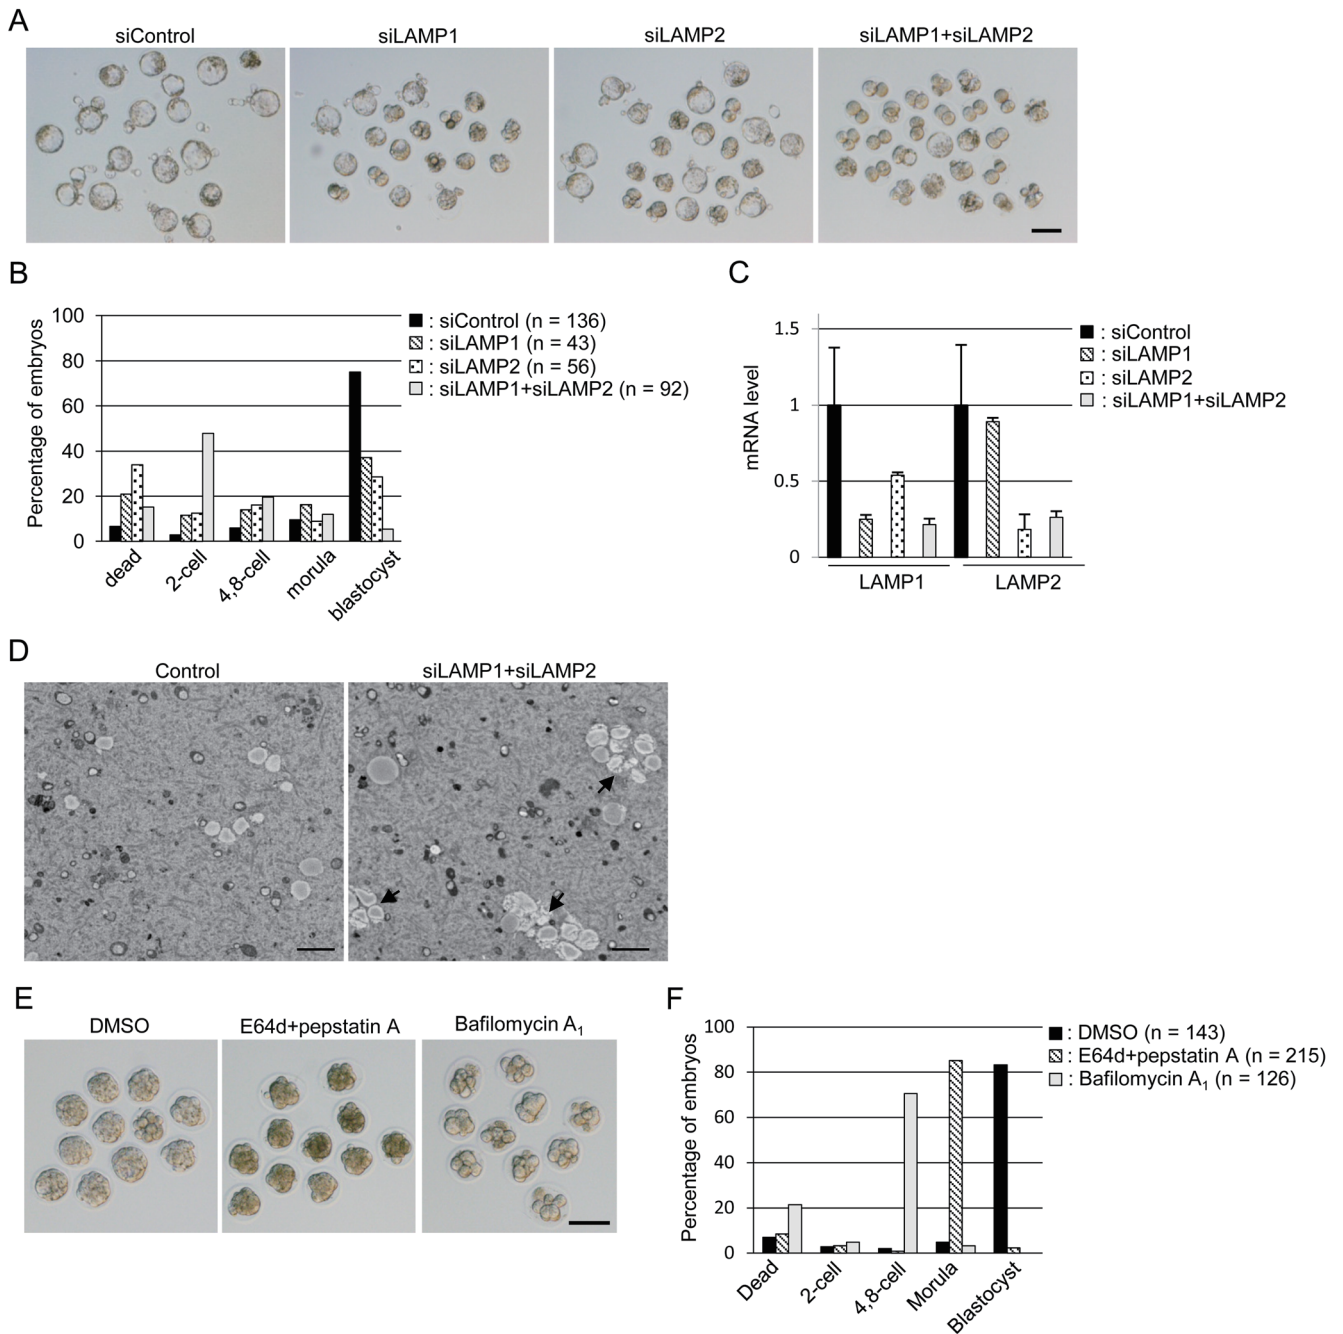 A
siControl
siLAMP1
siLAMP2
siLAMP1+siLAMP2
B
Percentage of embryos
100
80
60
40
20
0
dead
2-cell
4,8-cell
morula
blastocyst
: siControl (n = 136)
: siLAMP1 (n = 43)
: siLAMP2 (n = 56)
: siLAMP1+siLAMP2 (n = 92)
C
mRNA level
1.5
1
0.5
0
LAMP1
LAMP2
: siControl
: siLAMP1
: siLAMP2
: siLAMP1+siLAMP2
D
Control
siLAMP1+siLAMP2
E
DMSO
E64d+pepstatin A
Bafilomycin A₁
F
Percentage of embryos
100
80
60
40
20
0
Dead
2-cell
4,8-cell
Morula
Blastocyst
: DMSO (n = 143)
: E64d+pepstatin A (n = 215)
: Bafilomycin A₁ (n = 126)